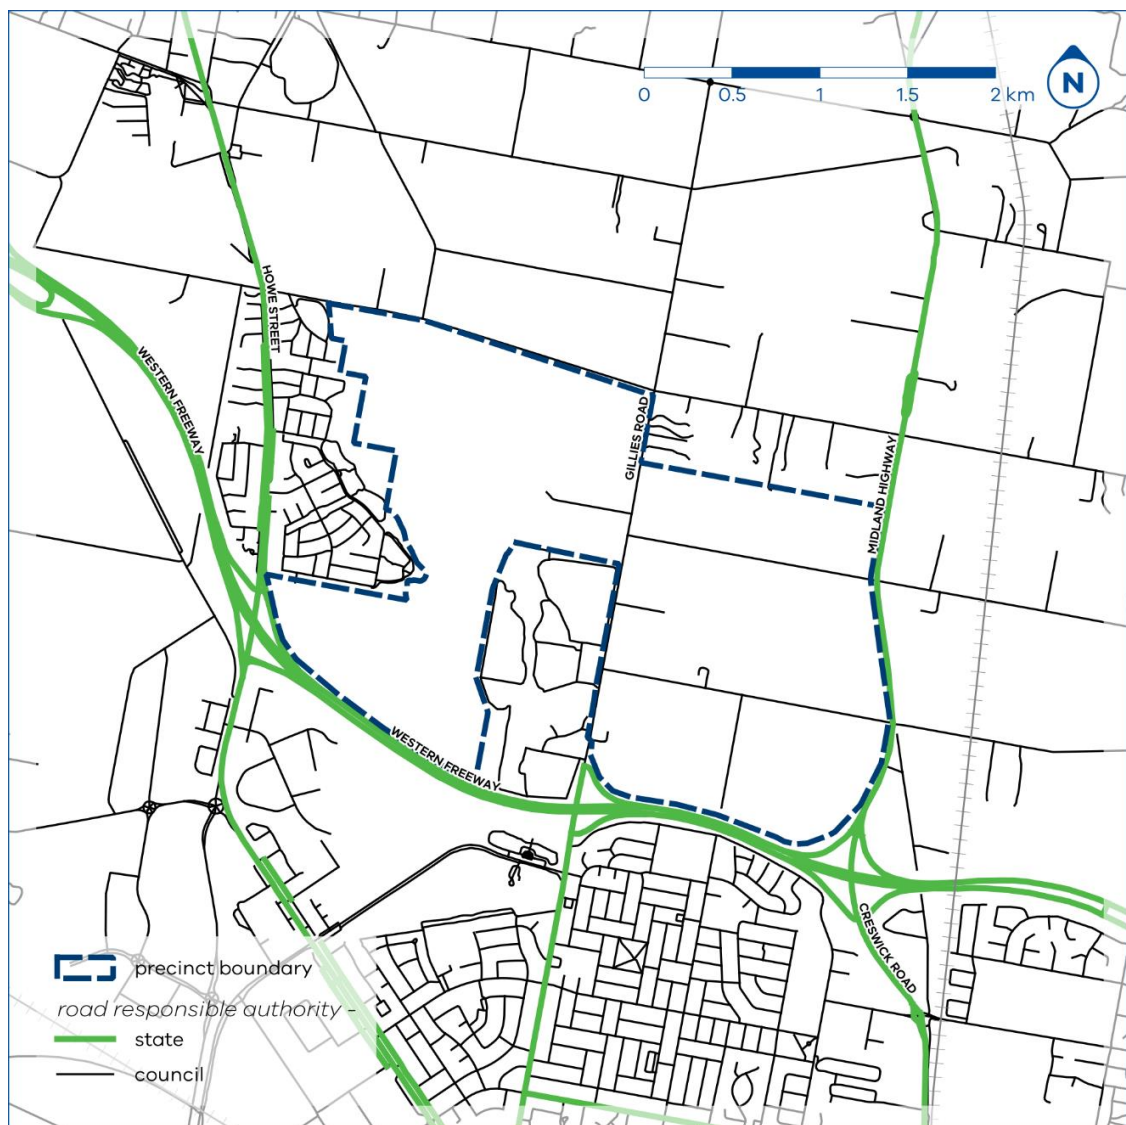 0 0.5 1 1.5 2 km
N
HOWE STREET
WESTERN FREEWAY
GILLIES ROAD
MIDLAND HIGHWAY
WESTERN FREEWAY
CRESWICK ROAD
precinct boundary
road responsible authority -
state
council